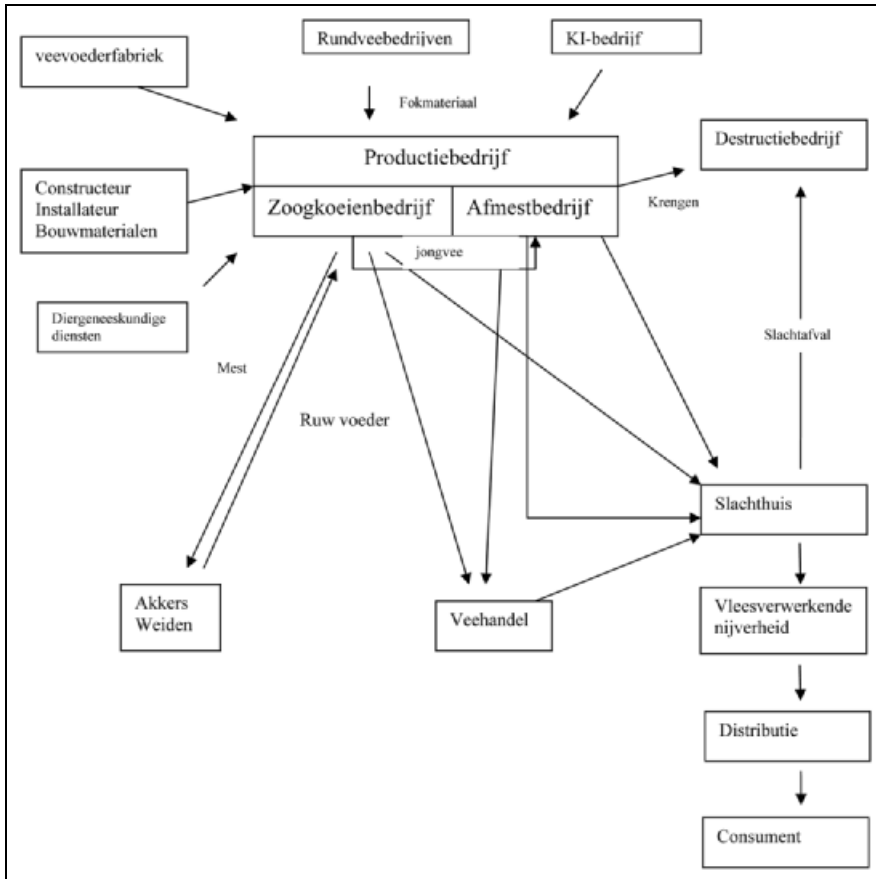 Rundveebedrijven
KI-bedrijf
veevoederfabriek
Fokmateriaal
Productiebedrijf
Destructiebedrijf
Constructeur
Installateur
Bouwmaterialen
Zoogkoeienbedrijf
Afmestbedrijf
Krengen
jongvee
Diergeneeskundige
diensten
Mest
Slachtafval
Ruw voeder
Slachthuis
Akkers
Weiden
Veehandel
Vleesverwerkende
nijverheid
Distributie
Consument